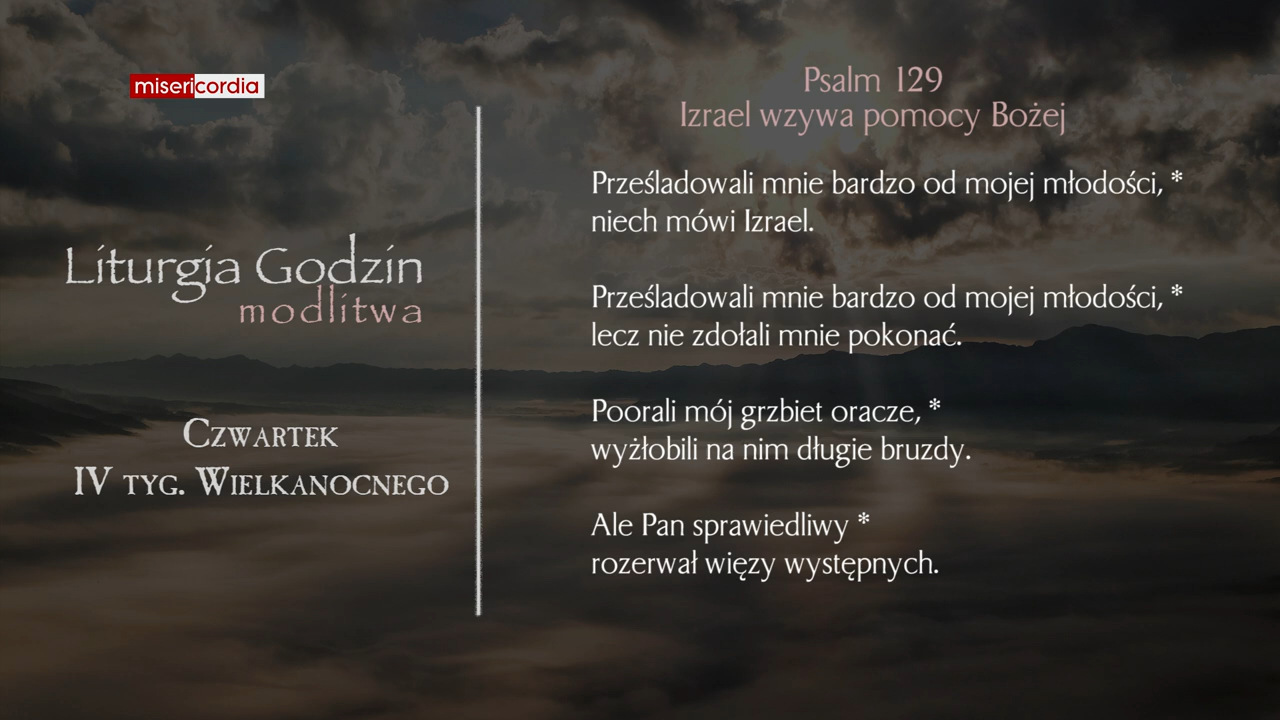 misericordia
Liturgia Godzin
modlitwa
Czwartek
IV tyg. Wielkanocnego
Psalm 129
Izrael wzywa pomocy Bożej
Prześladowali mnie bardzo od mojej młodości, *
niech mówi Izrael.
Prześladowali mnie bardzo od mojej młodości, *
lecz nie zdołali mnie pokonać.
Poorali mój grzbiet oracze, *
wyżłobili na nim długie bruzdy.
Ale Pan sprawiedliwy *
rozerwał więzy występnych.